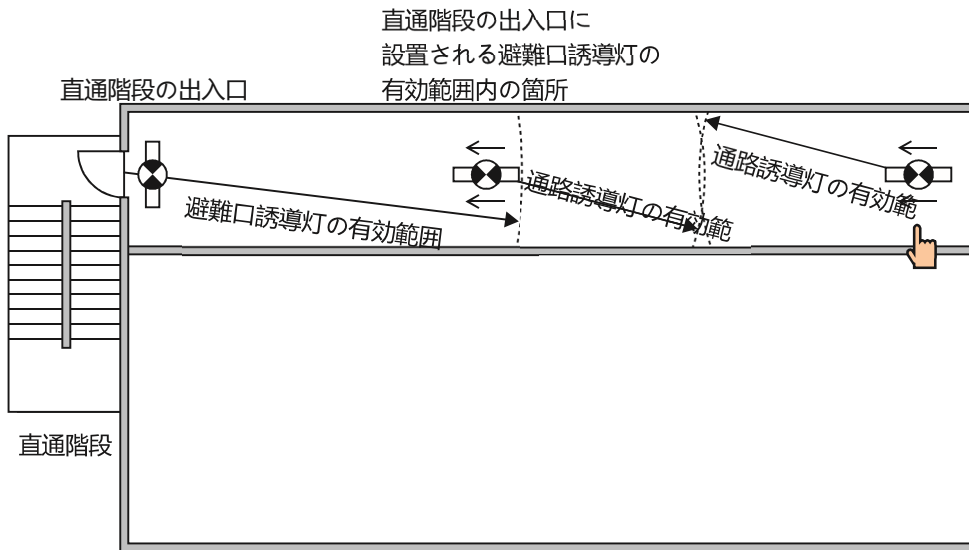 直通階段の出入口に
設置される避難口誘導灯の
有効範囲内の箇所
直通階段の出入口
避難口誘導灯の有効範囲
通路誘導灯の有効範
通路誘導灯の有効範
直通階段